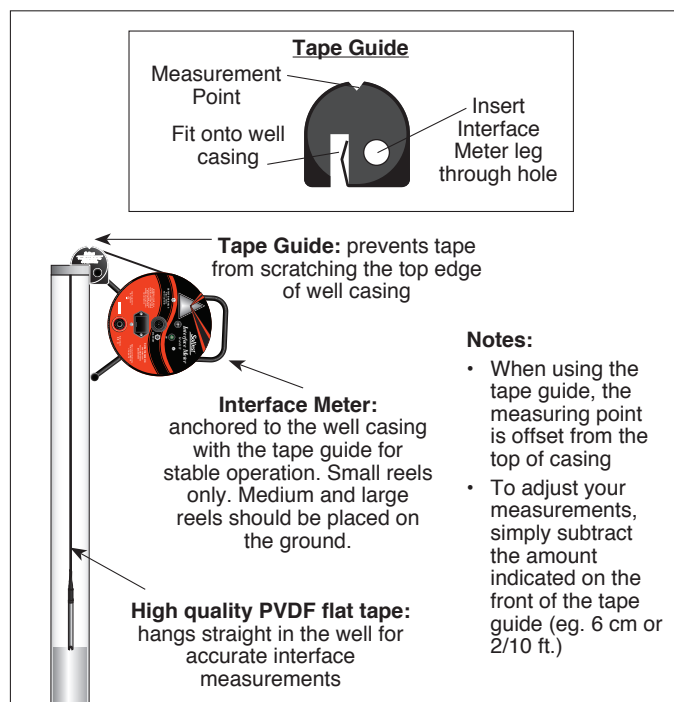 Tape Guide
Measurement
Point
Fit onto well
casing
Insert
Interface
Meter leg
through hole
Tape Guide: prevents tape
from scratching the top edge
of well casing
Interface Meter:
anchored to the well casing
with the tape guide for
stable operation. Small reels
only. Medium and large
reels should be placed on
the ground.
High quality PVDF flat tape:
hangs straight in the well for
accurate interface
measurements
Notes:
• When using the
tape guide, the
measuring point
is offset from the
top of casing
• To adjust your
measurements,
simply subtract
the amount
indicated on the
front of the tape
guide (eg. 6 cm or
2/10 ft.)
Solinst
Interface Meter